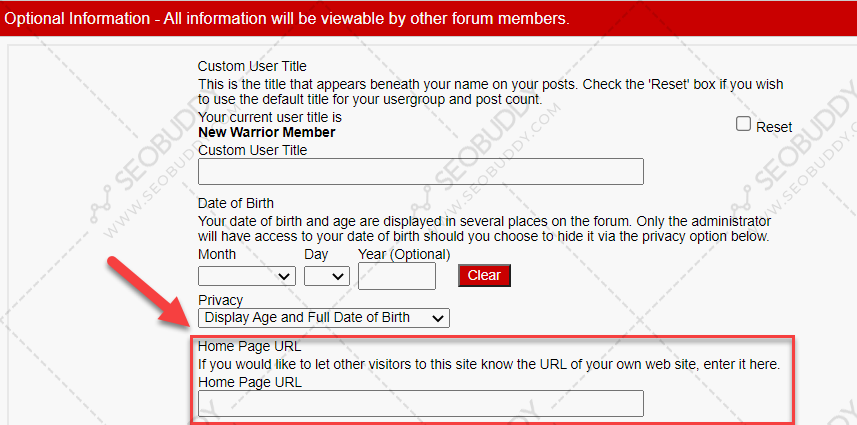 Optional Information - All information will be viewable by other forum members.
Custom User Title
This is the title that appears beneath your name on your posts. Check the 'Reset' box if you wish
to use the default title for your usergroup and post count.
Your current user title is
New Warrior Member
Reset
Custom User Title
Date of Birth
Your date of birth and age are displayed in several places on the forum. Only the administrator
will have access to your date of birth should you choose to hide it via the privacy option below.
Month Day Year (Optional)
Clear
Privacy
Display Age and Full Date of Birth
Home Page URL
If you would like to let other visitors to this site know the URL of your own web site, enter it here.
Home Page URL
SEOBUDDY
WWW.SEOBUDDY.COM
SEOBUDDY
WWW.SEOBUDDY.COM
SEOBUDDY
WWW.SEOBUDDY.COM